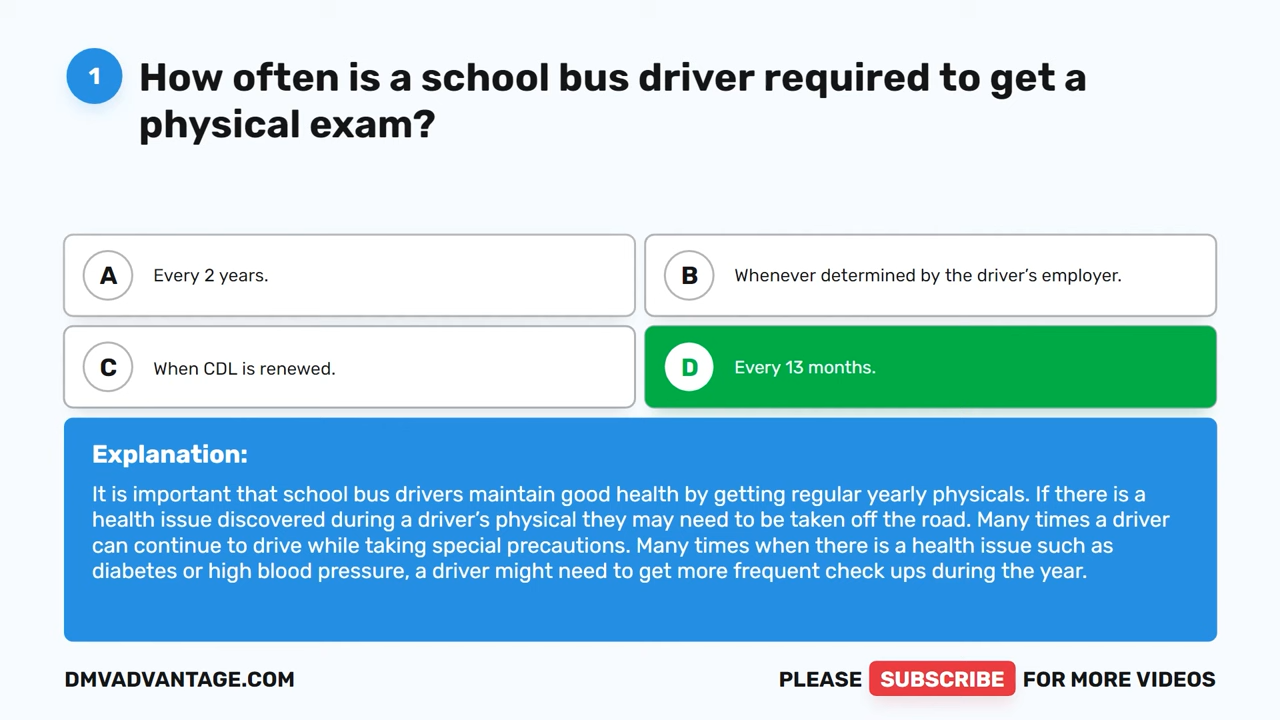 1
How often is a school bus driver required to get a
physical exam?
A
Every 2 years.
B
Whenever determined by the driver’s employer.
C
When CDL is renewed.
D
Every 13 months.
Explanation:
It is important that school bus drivers maintain good health by getting regular yearly physicals. If there is a
health issue discovered during a driver’s physical they may need to be taken off the road. Many times a driver
can continue to drive while taking special precautions. Many times when there is a health issue such as
diabetes or high blood pressure, a driver might need to get more frequent check ups during the year.
DMVADVANTAGE.COM
PLEASE SUBSCRIBE FOR MORE VIDEOS